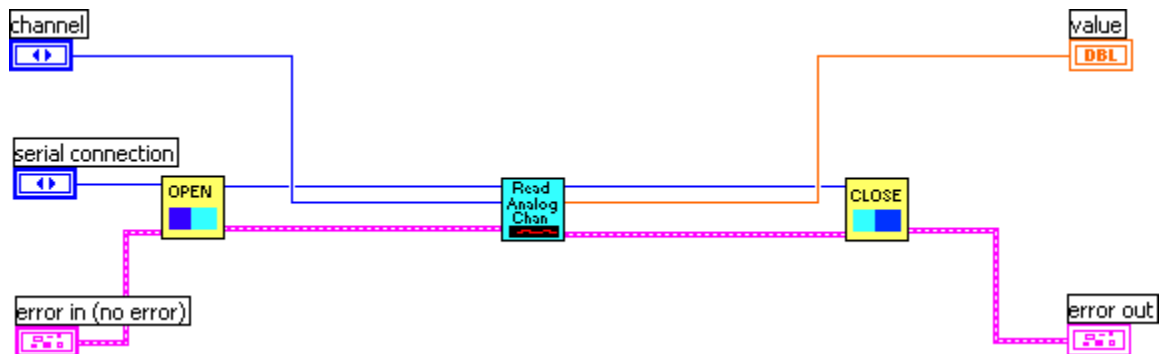 channel
value
DBL
serial connection
OPEN
Read
Analog
Chan
CLOSE
error in (no error)
error out